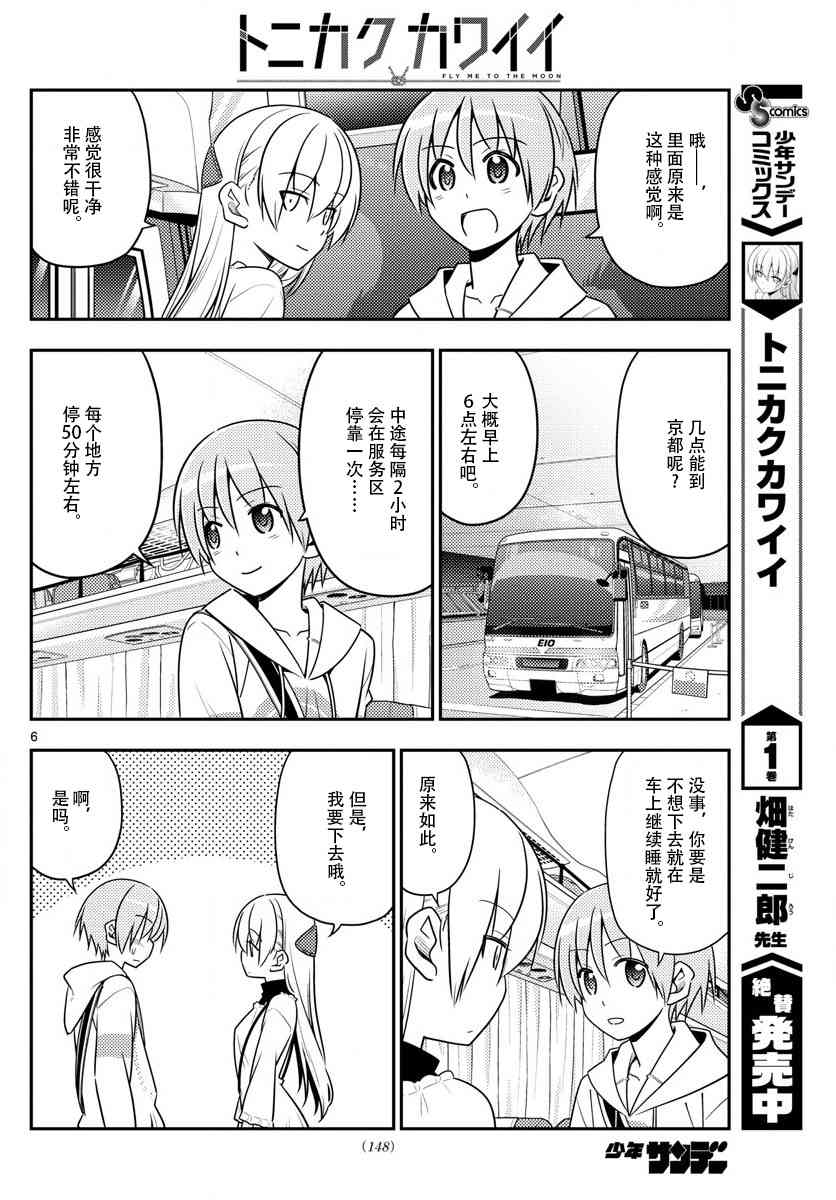 トニカクカワイイ
FLY ME TO THE MOON
哦——,
里面原来是
这种感觉啊。
感觉很干净
非常不错呢。
几点能到
京都呢?
大概早上
6点左右吧。
EIO
中途每隔2小时
会在服务区
停靠一次……
每个地方
停50分钟左右。
6
没事,你要是
不想下去就在
车上继续睡就好了。
原来如此。
但是,
我要下去哦。
啊,
是吗。
(148)
少年サンデー
SS comics
少年サンデー
コミックス
トニカクカワイイ
第1巻
畑健二郎先生
はた けん じ ろう
絶賛発売中